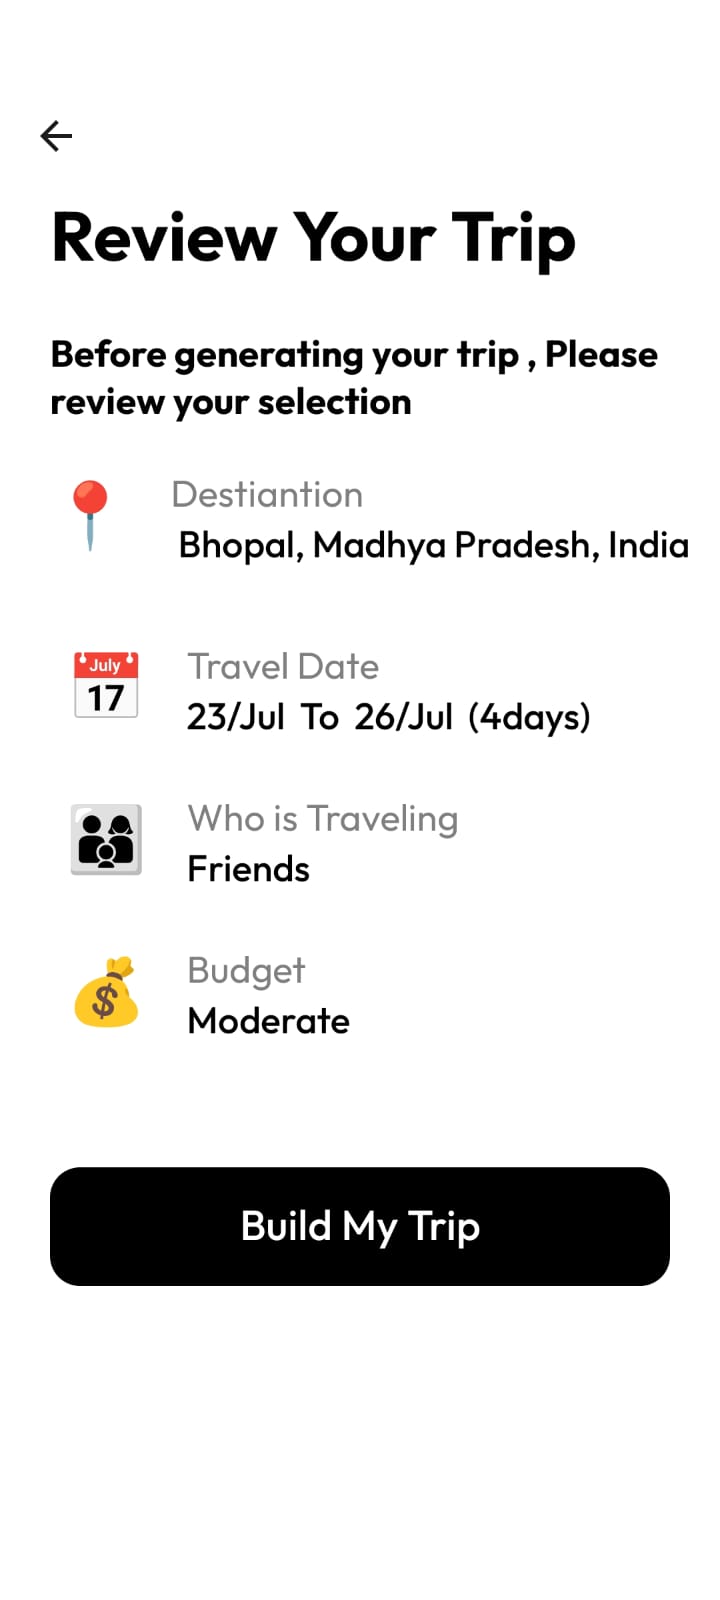 Review Your Trip
Before generating your trip , Please
review your selection
Destiantion
Bhopal, Madhya Pradesh, India
July
17
Travel Date
23/Jul To 26/Jul (4days)
Who is Traveling
Friends
$
Budget
Moderate
Build My Trip